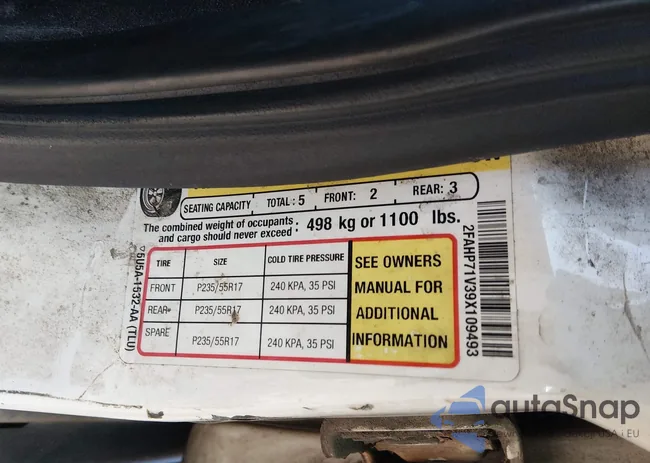 SEATING CAPACITY TOTAL : 5 FRONT: 2 REAR: 3
The combined weight of occupants and cargo should never exceed : 498 kg or 1100 lbs.
TIRE SIZE COLD TIRE PRESSURE
FRONT P235/55R17 240 KPA, 35 PSI
REAR P235/55R17 240 KPA, 35 PSI
SPARE P235/55R17 240 KPA, 35 PSI
SEE OWNERS
MANUAL FOR
ADDITIONAL
INFORMATION
2FAHP71V39X109493
autoSnap